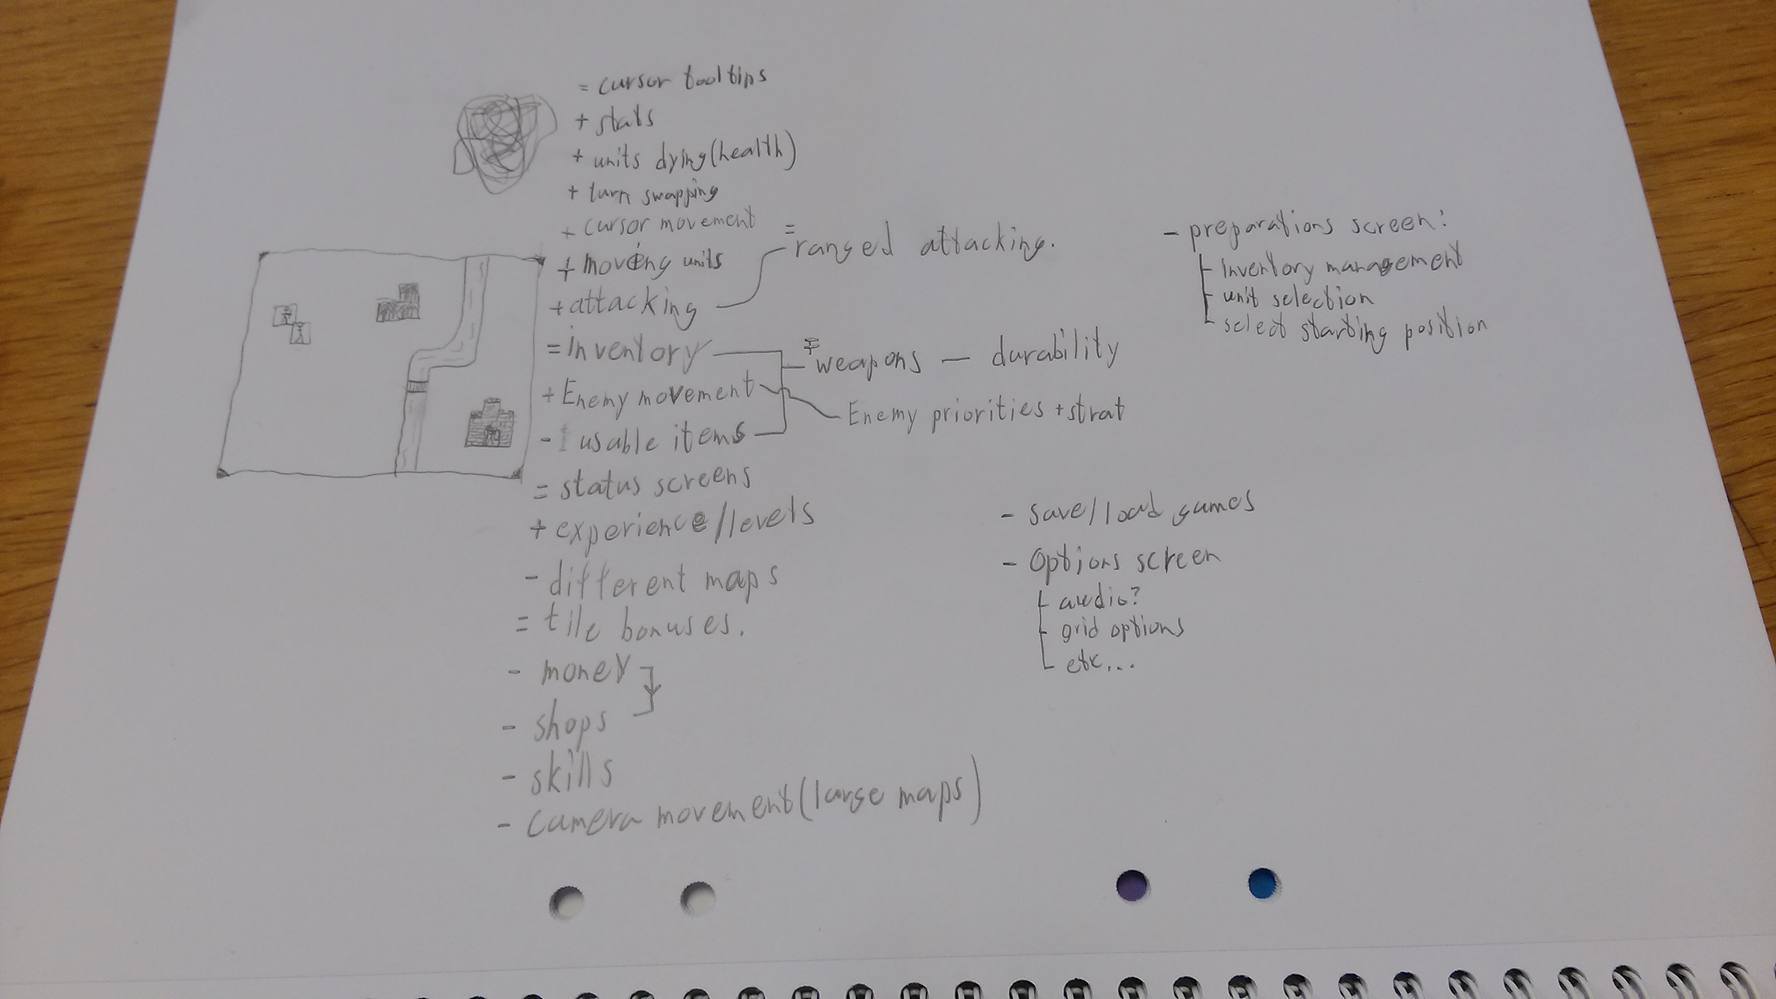 = cursor tooltips
+ stats
+ units dying(health)
+ turn swapping
+ cursor movement
+ moving units
+ attacking
= ranged attacking.
= inventory
weapons — durability
+ Enemy movement
Enemy priorities + strat
- usable items
= status screens
+ experience/levels
- different maps
= tile bonuses.
- money
- shops
- skills
- camera movement(large maps)
- preparations screen:
inventory management
unit selection
select starting position
- save/load games
- Options screen
audio?
grid options
etc...